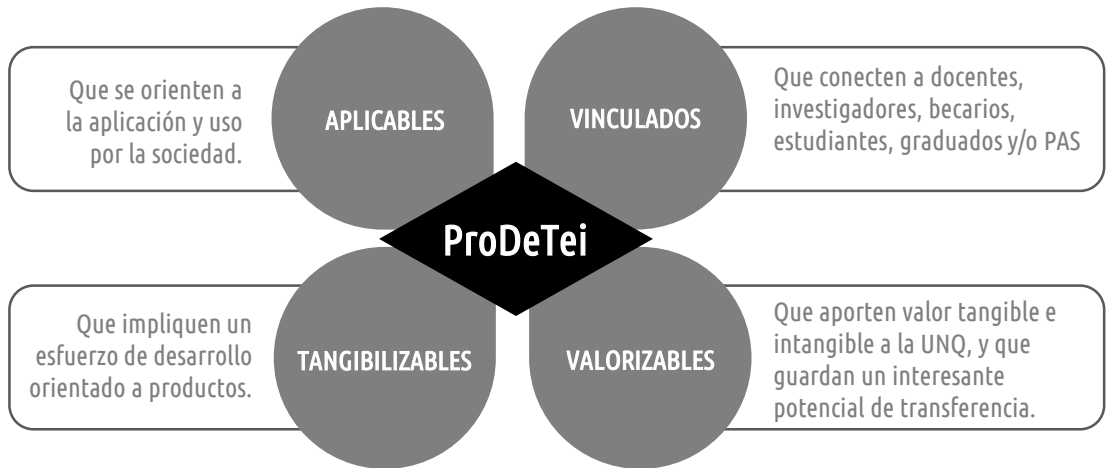 Que se orienten a
la aplicación y uso
por la sociedad.
APLICABLES
VINCULADOS
Que conecten a docentes,
investigadores, becarios,
estudiantes, graduados y/o PAS
ProDeTei
Que impliquen un
esfuerzo de desarrollo
orientado a productos.
TANGIBILIZABLES
VALORIZABLES
Que aporten valor tangible e
intangible a la UNQ, y que
guardan un interesante
potencial de transferencia.